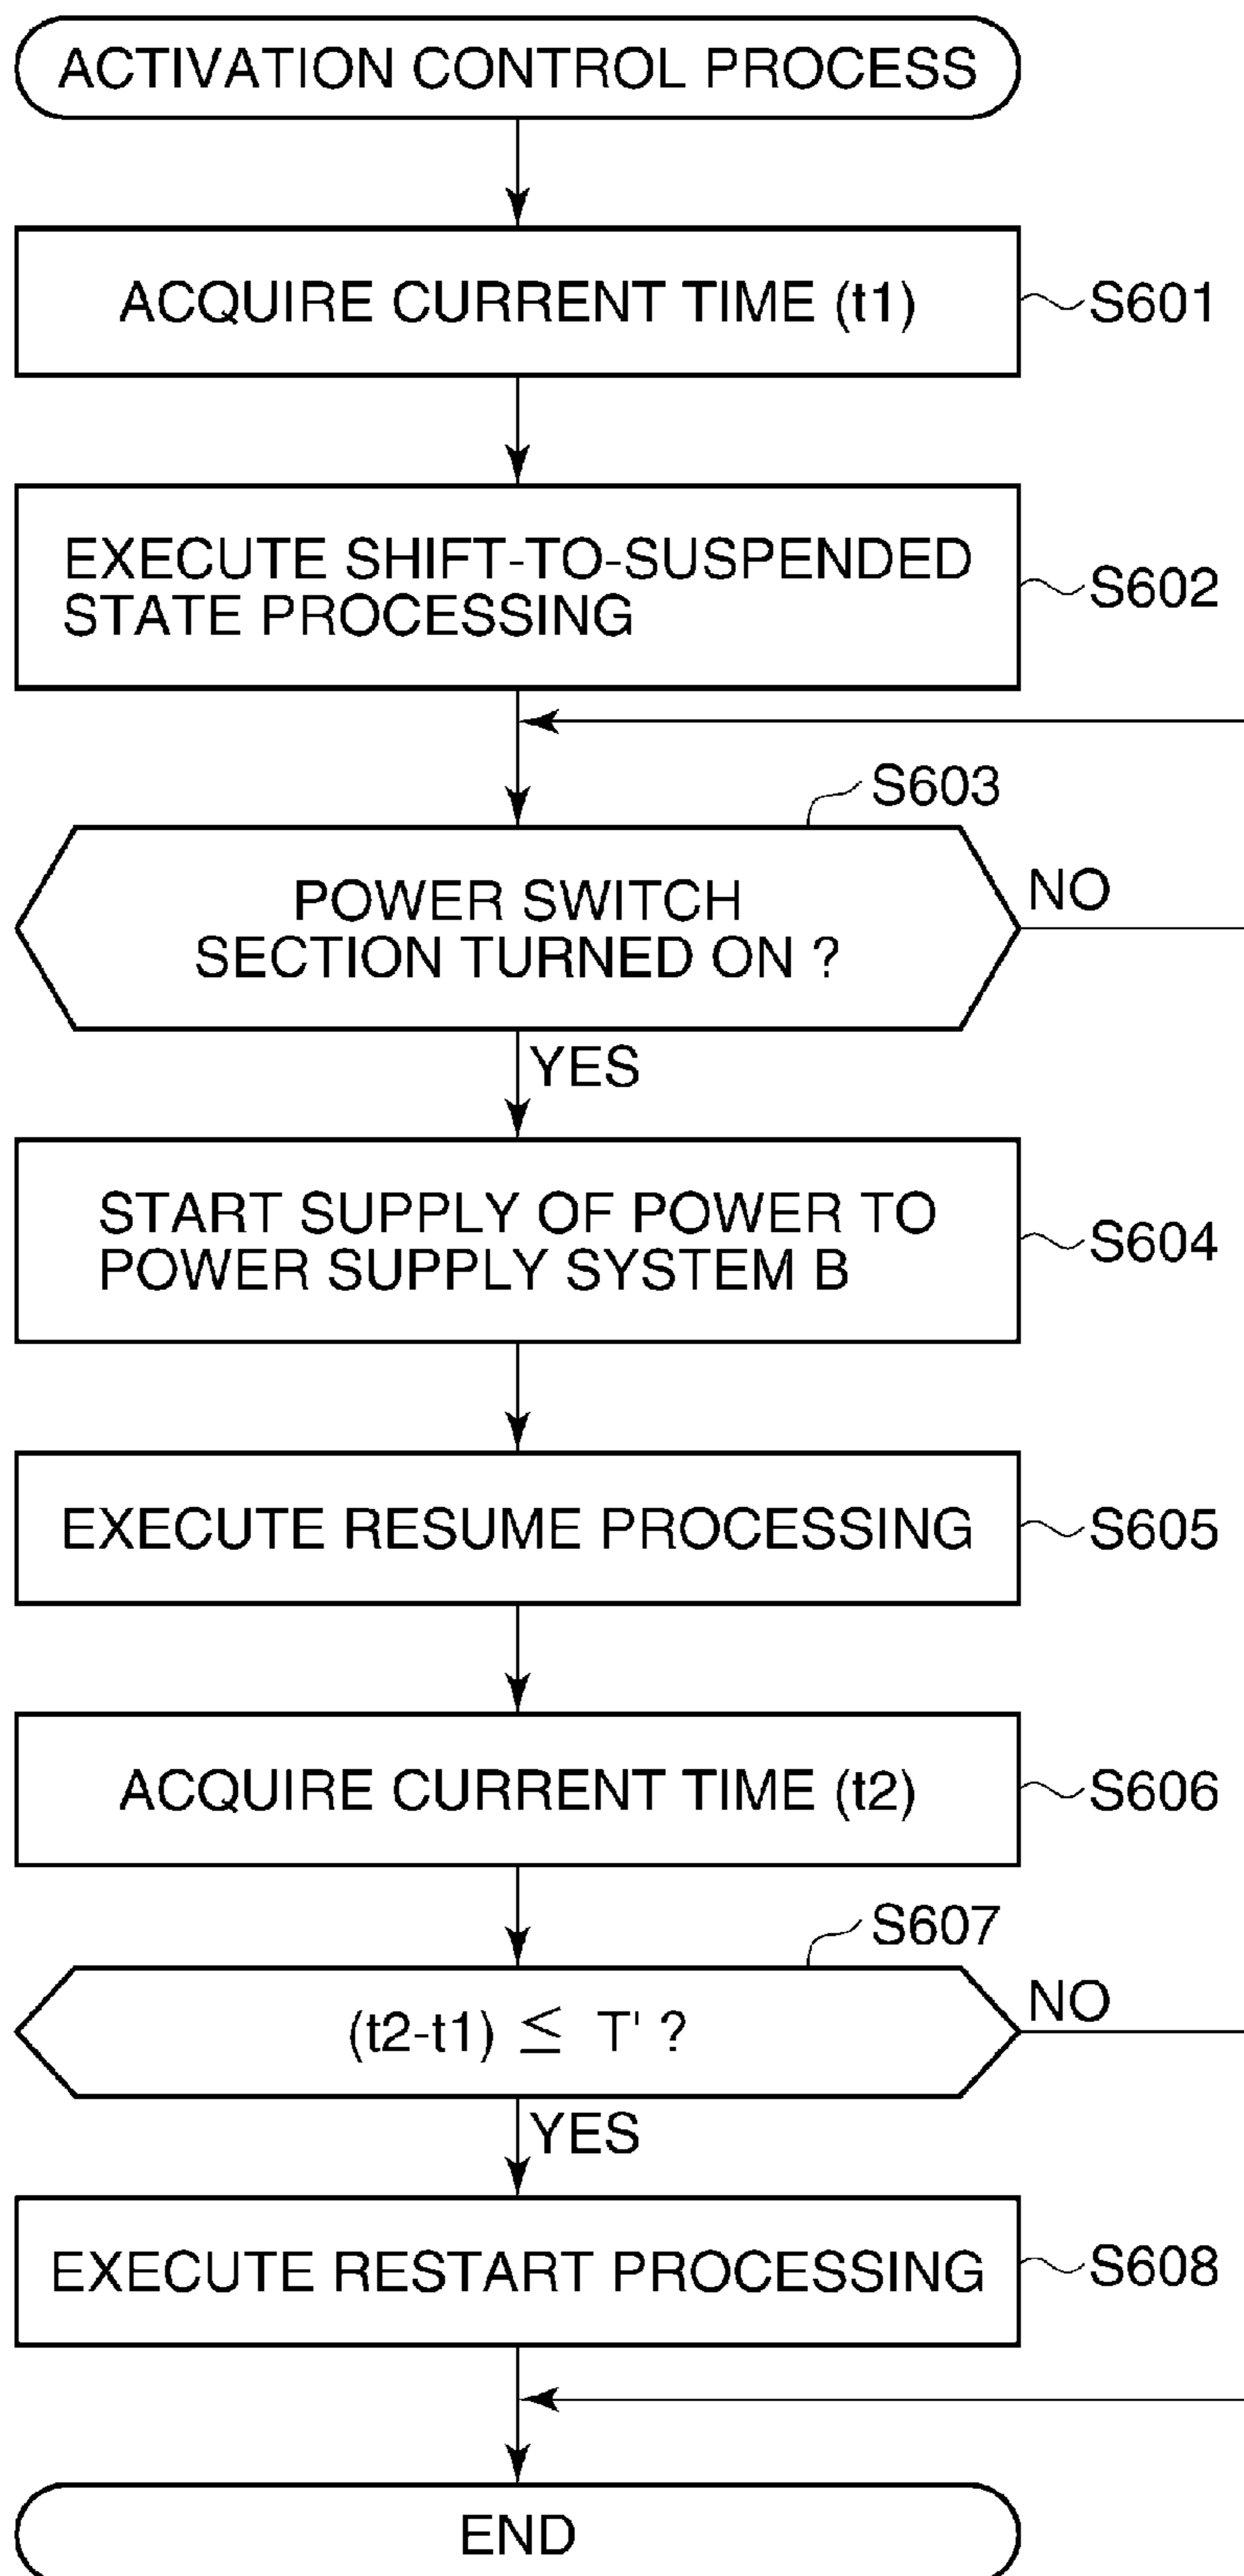 ACTIVATION CONTROL PROCESS
ACQUIRE CURRENT TIME (t1)
S601
EXECUTE SHIFT-TO-SUSPENDED
STATE PROCESSING
S602
S603
POWER SWITCH
SECTION TURNED ON ?
NO
YES
START SUPPLY OF POWER TO
POWER SUPPLY SYSTEM B
S604
EXECUTE RESUME PROCESSING
S605
ACQUIRE CURRENT TIME (t2)
S606
S607
(t2-t1) ≤ T' ?
NO
YES
EXECUTE RESTART PROCESSING
S608
END